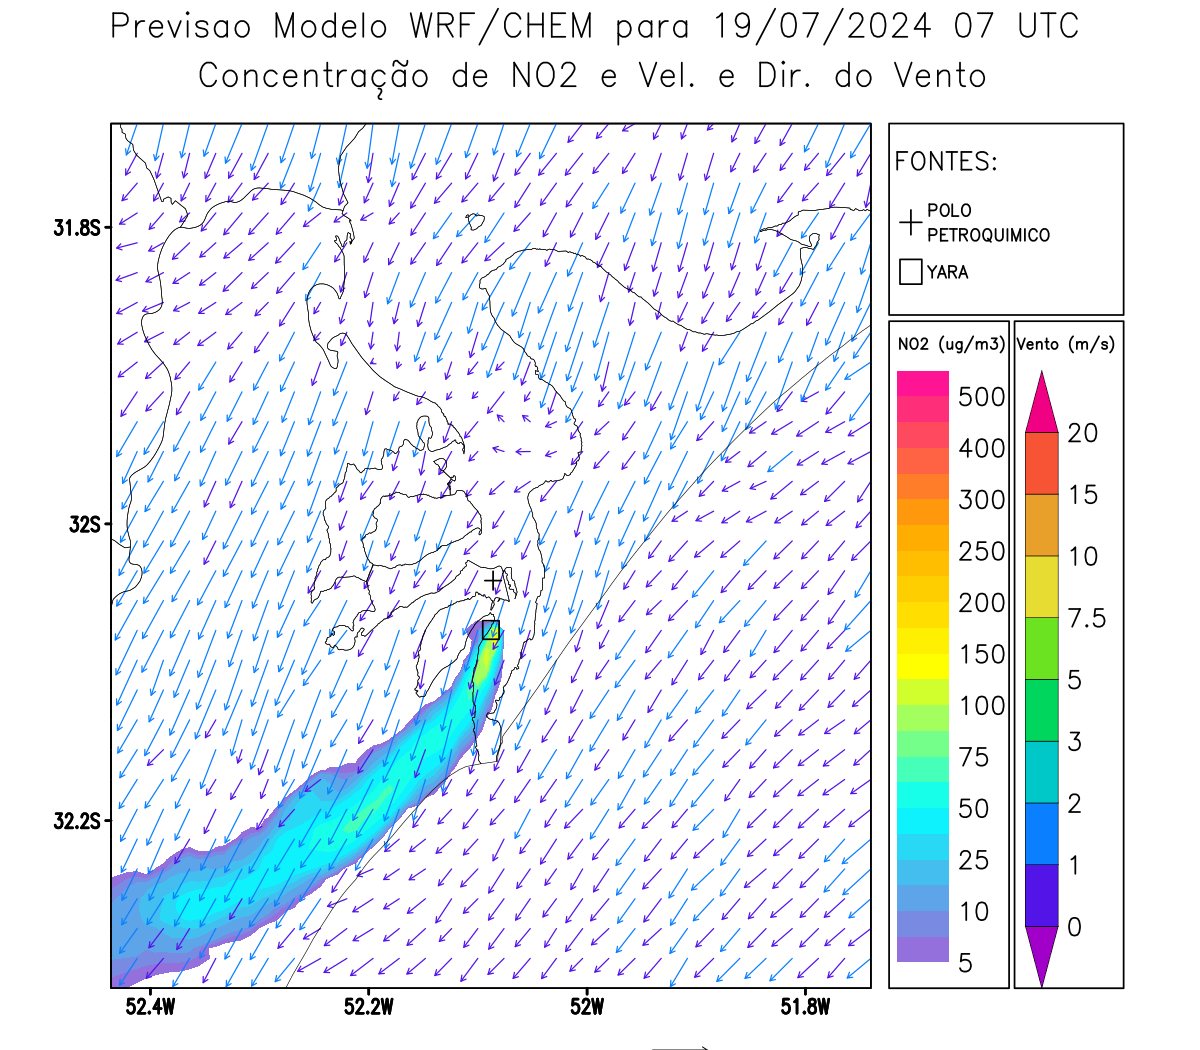 Previsao Modelo WRF/CHEM para 19/07/2024 07 UTC
Concentração de NO2 e Vel. e Dir. do Vento
FONTES:
POLO
PETROQUIMICO
YARA
NO2 (ug/m3)
500
400
300
250
200
150
100
75
50
25
10
5
Vento (m/s)
20
15
10
7.5
5
3
2
1
0
31.8S
32S
32.2S
52.4W 52.2W 52W 51.8W